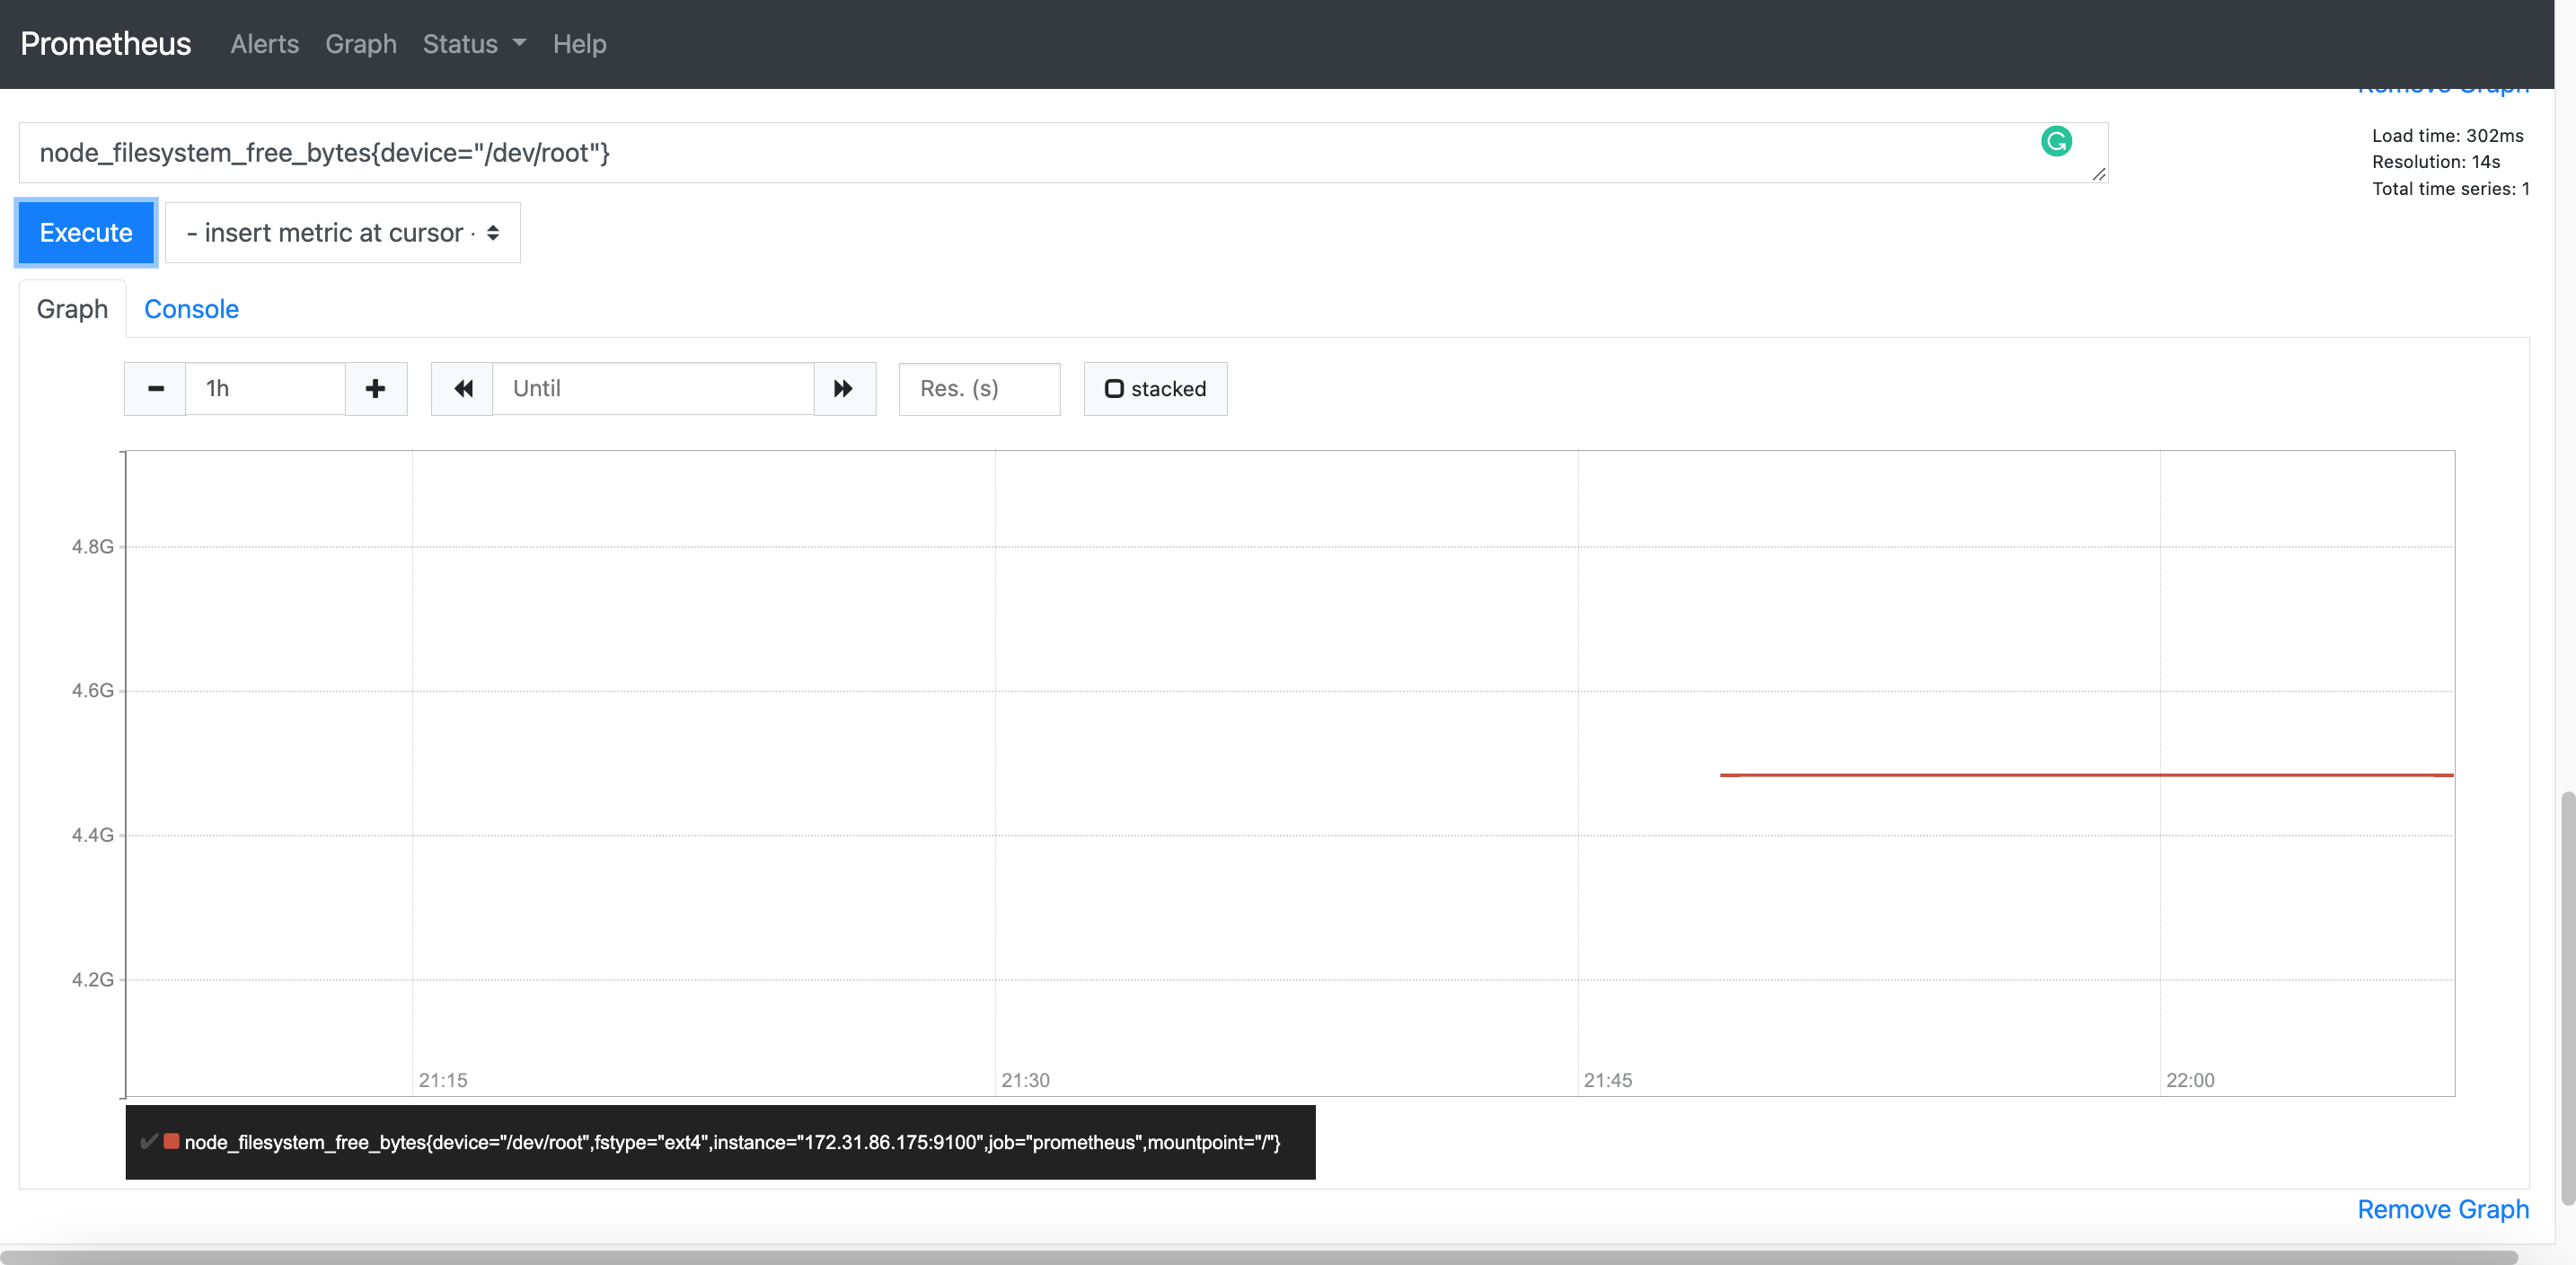 Prometheus Alerts Graph Status Help
Remove Graph
node_filesystem_free_bytes{device="/dev/root"}
Load time: 302ms
Resolution: 14s
Total time series: 1
Execute - insert metric at cursor ·
Graph Console
1h Until Res. (s) stacked
4.8G
4.6G
4.4G
4.2G
21:15 21:30 21:45 22:00
node_filesystem_free_bytes{device="/dev/root",fstype="ext4",instance="172.31.86.175:9100",job="prometheus",mountpoint="/"}
Remove Graph